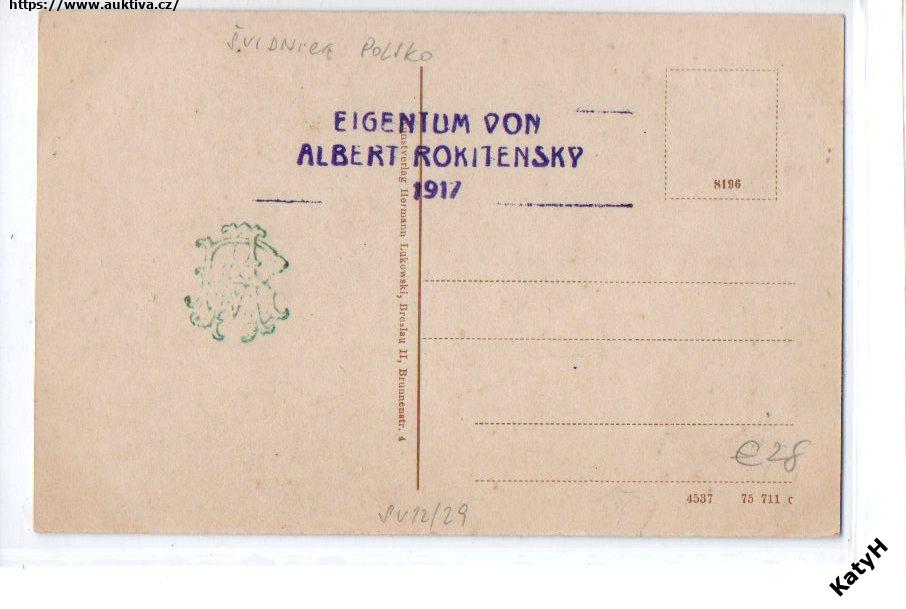 https://www.auktiva.cz/
ŠVIDNICA POLSKO
EIGENTUM VON
ALBERT ROKITENSKY
1917
8196
Kunstverlag Hermann Lukowski, Breslau II, Brunnenstr. 4
€28
4537 75 711 c
SV12/29
KatyH